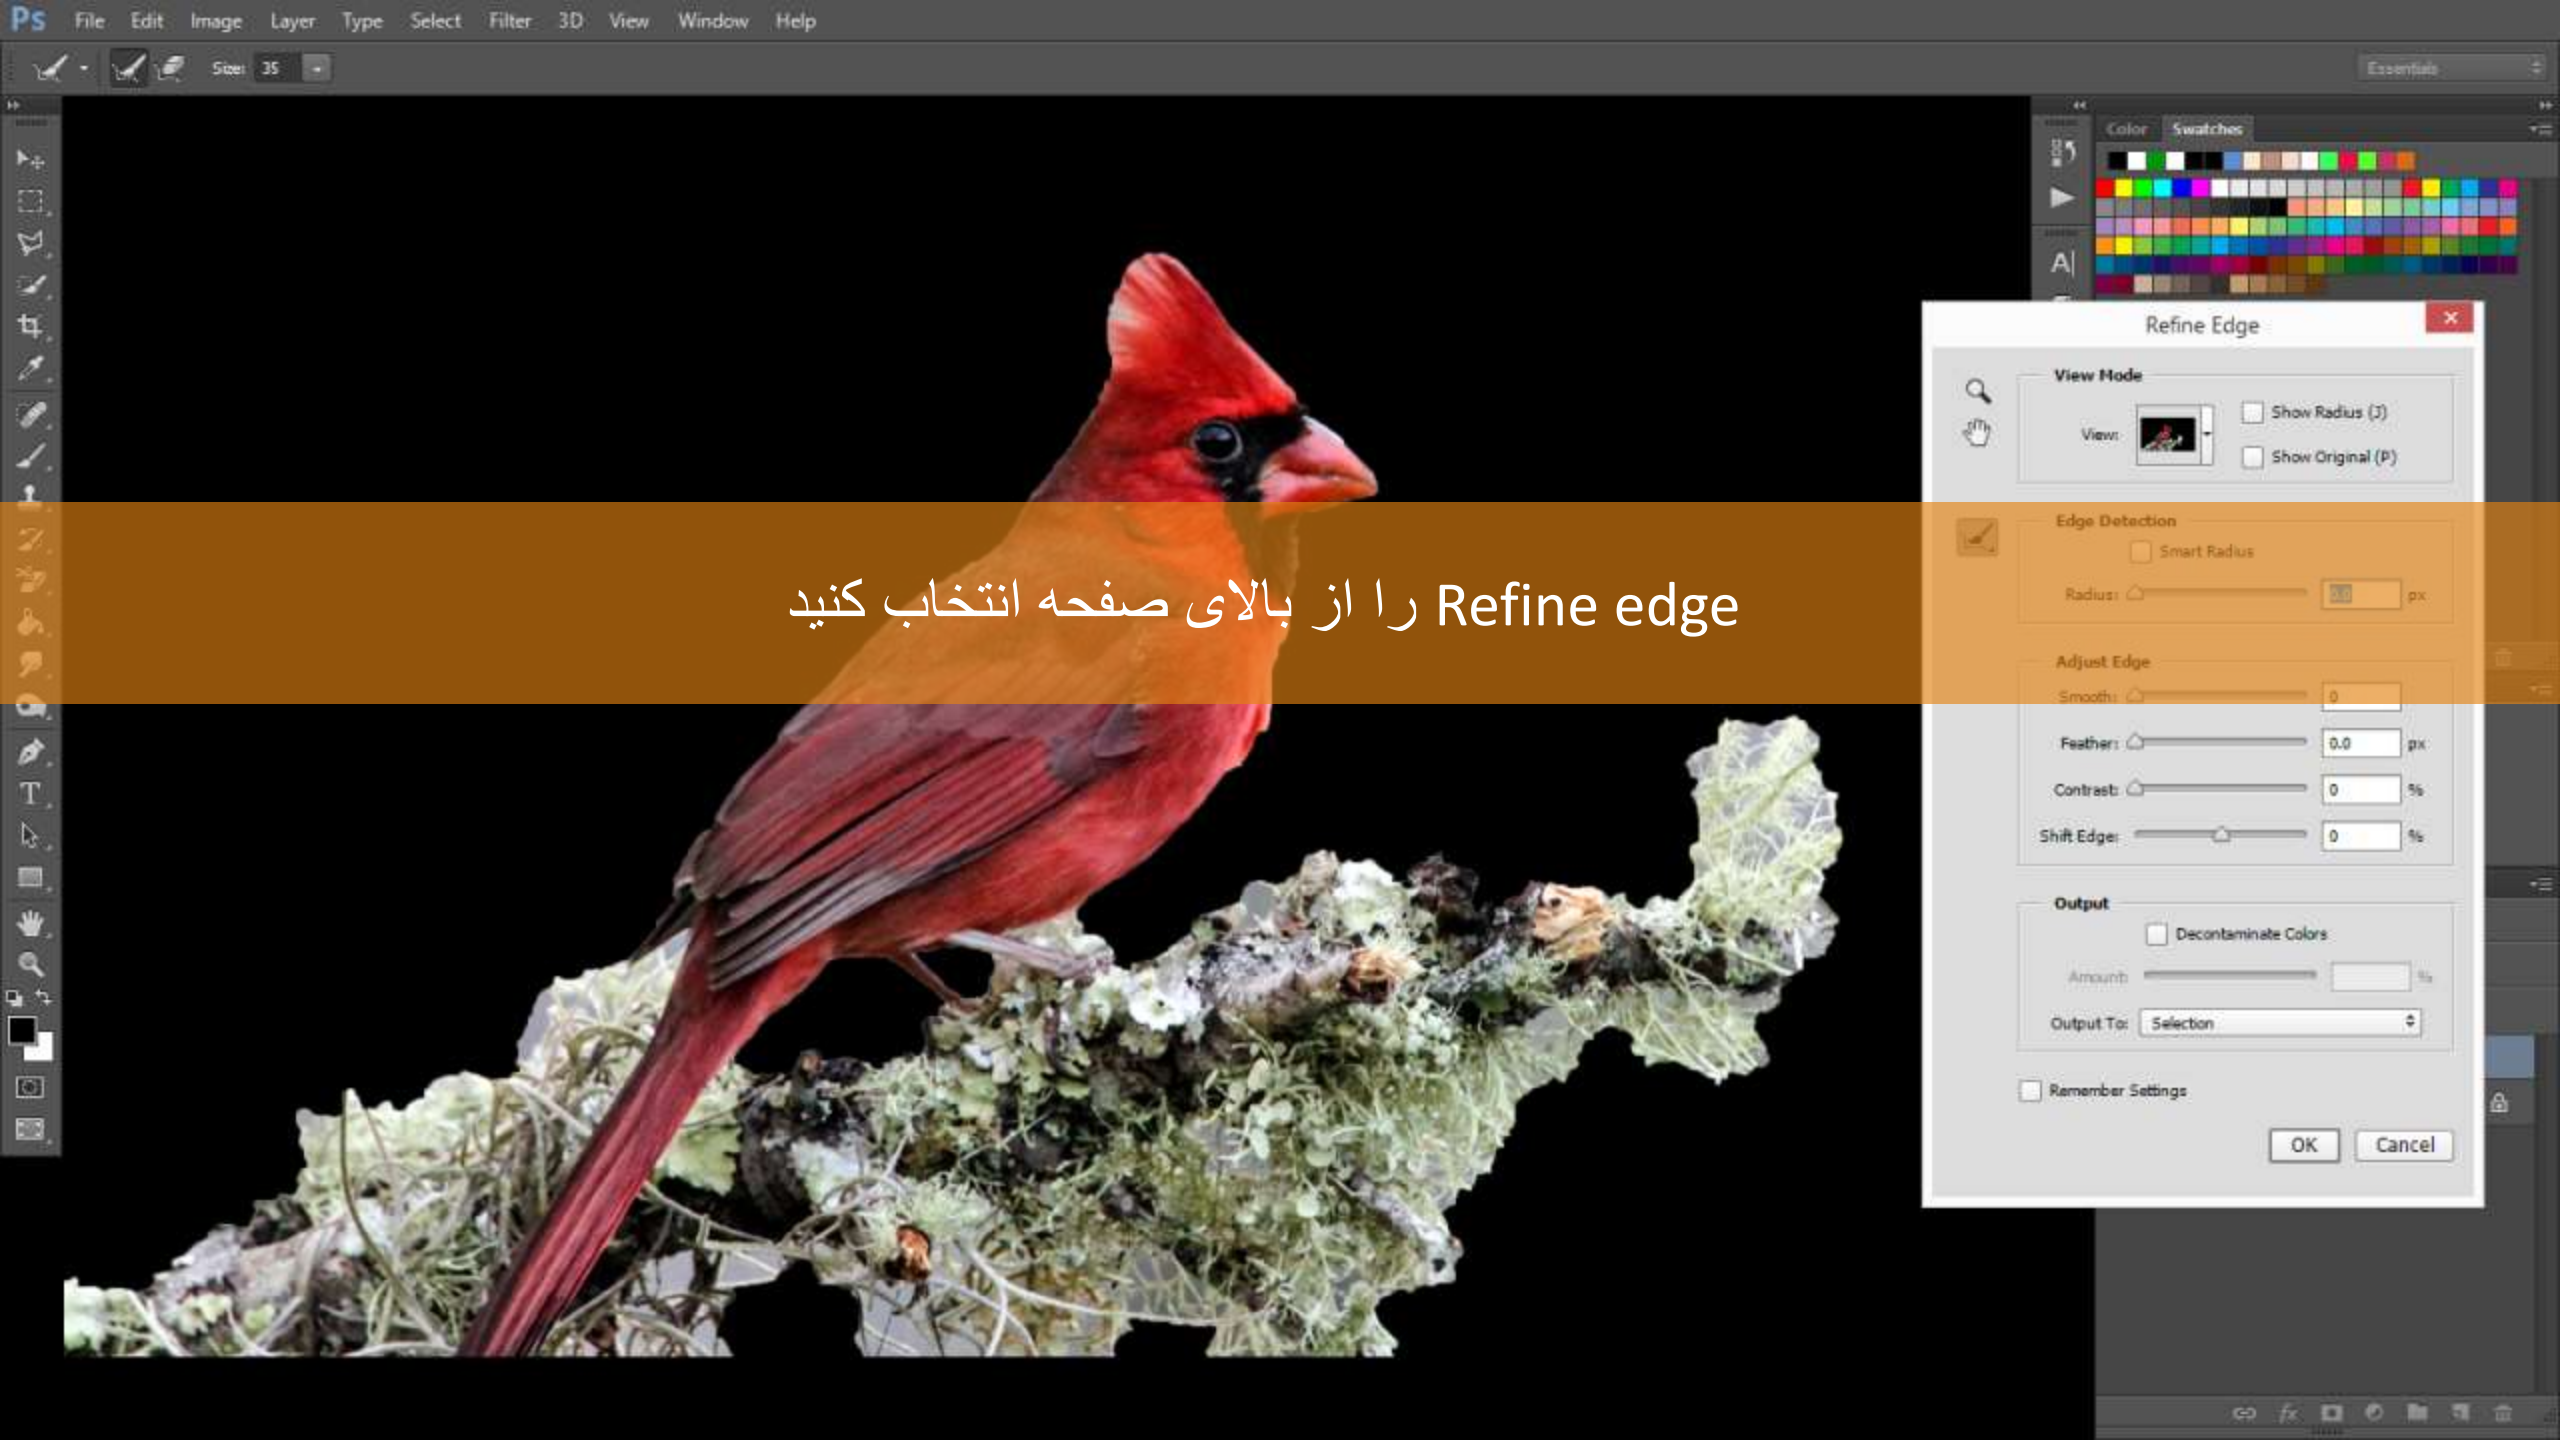 Ps File Edit Image Layer Type Select Filter 3D View Window Help
Size: 35
Essentials
Color Swatches
Refine Edge
View Mode
View:
Show Radius (J)
Show Original (P)
Edge Detection
Smart Radius
Radius: 0.0 px
Refine edge را از بالای صفحه انتخاب کنید
Adjust Edge
Smooth: 0
Feather: 0.0 px
Contrast: 0 %
Shift Edge: 0 %
Output
Decontaminate Colors
Amount: %
Output To: Selection
Remember Settings
OK Cancel